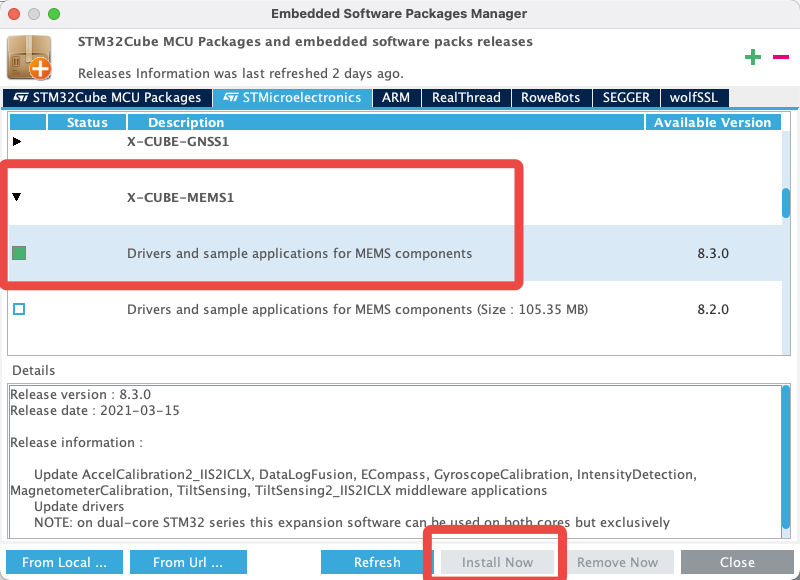 Embedded Software Packages Manager
STM32Cube MCU Packages and embedded software packs releases
Releases Information was last refreshed 2 days ago.
STM32Cube MCU Packages STMicroelectronics ARM RealThread RoweBots SEGGER wolfSSL
Status Description Available Version
X-CUBE-GNSS1
X-CUBE-MEMS1
Drivers and sample applications for MEMS components 8.3.0
Drivers and sample applications for MEMS components (Size : 105.35 MB) 8.2.0
Details
Release version : 8.3.0
Release date : 2021-03-15
Release information :
Update AccelCalibration2_IIS2ICLX, DataLogFusion, ECompass, GyroscopeCalibration, IntensityDetection,
MagnetometerCalibration, TiltSensing, TiltSensing2_IIS2ICLX middleware applications
Update drivers
NOTE: on dual-core STM32 series this expansion software can be used on both cores but exclusively
From Local ... From Url ... Refresh Install Now Remove Now Close